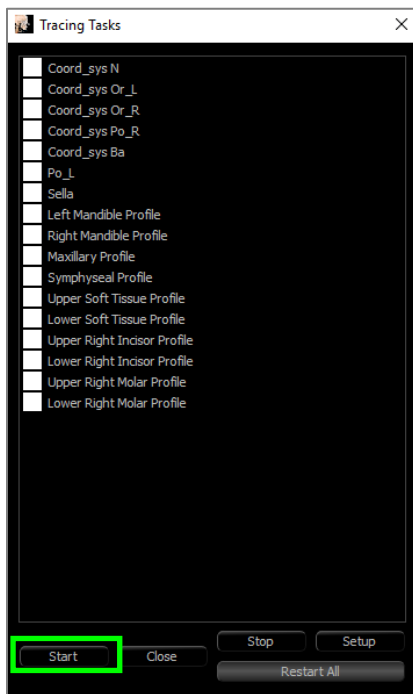 Tracing Tasks
Coord_sys N
Coord_sys Or_L
Coord_sys Or_R
Coord_sys Po_R
Coord_sys Ba
Po_L
Sella
Left Mandible Profile
Right Mandible Profile
Maxillary Profile
Symphyseal Profile
Upper Soft Tissue Profile
Lower Soft Tissue Profile
Upper Right Incisor Profile
Lower Right Incisor Profile
Upper Right Molar Profile
Lower Right Molar Profile
Stop Setup
Start Close
Restart All